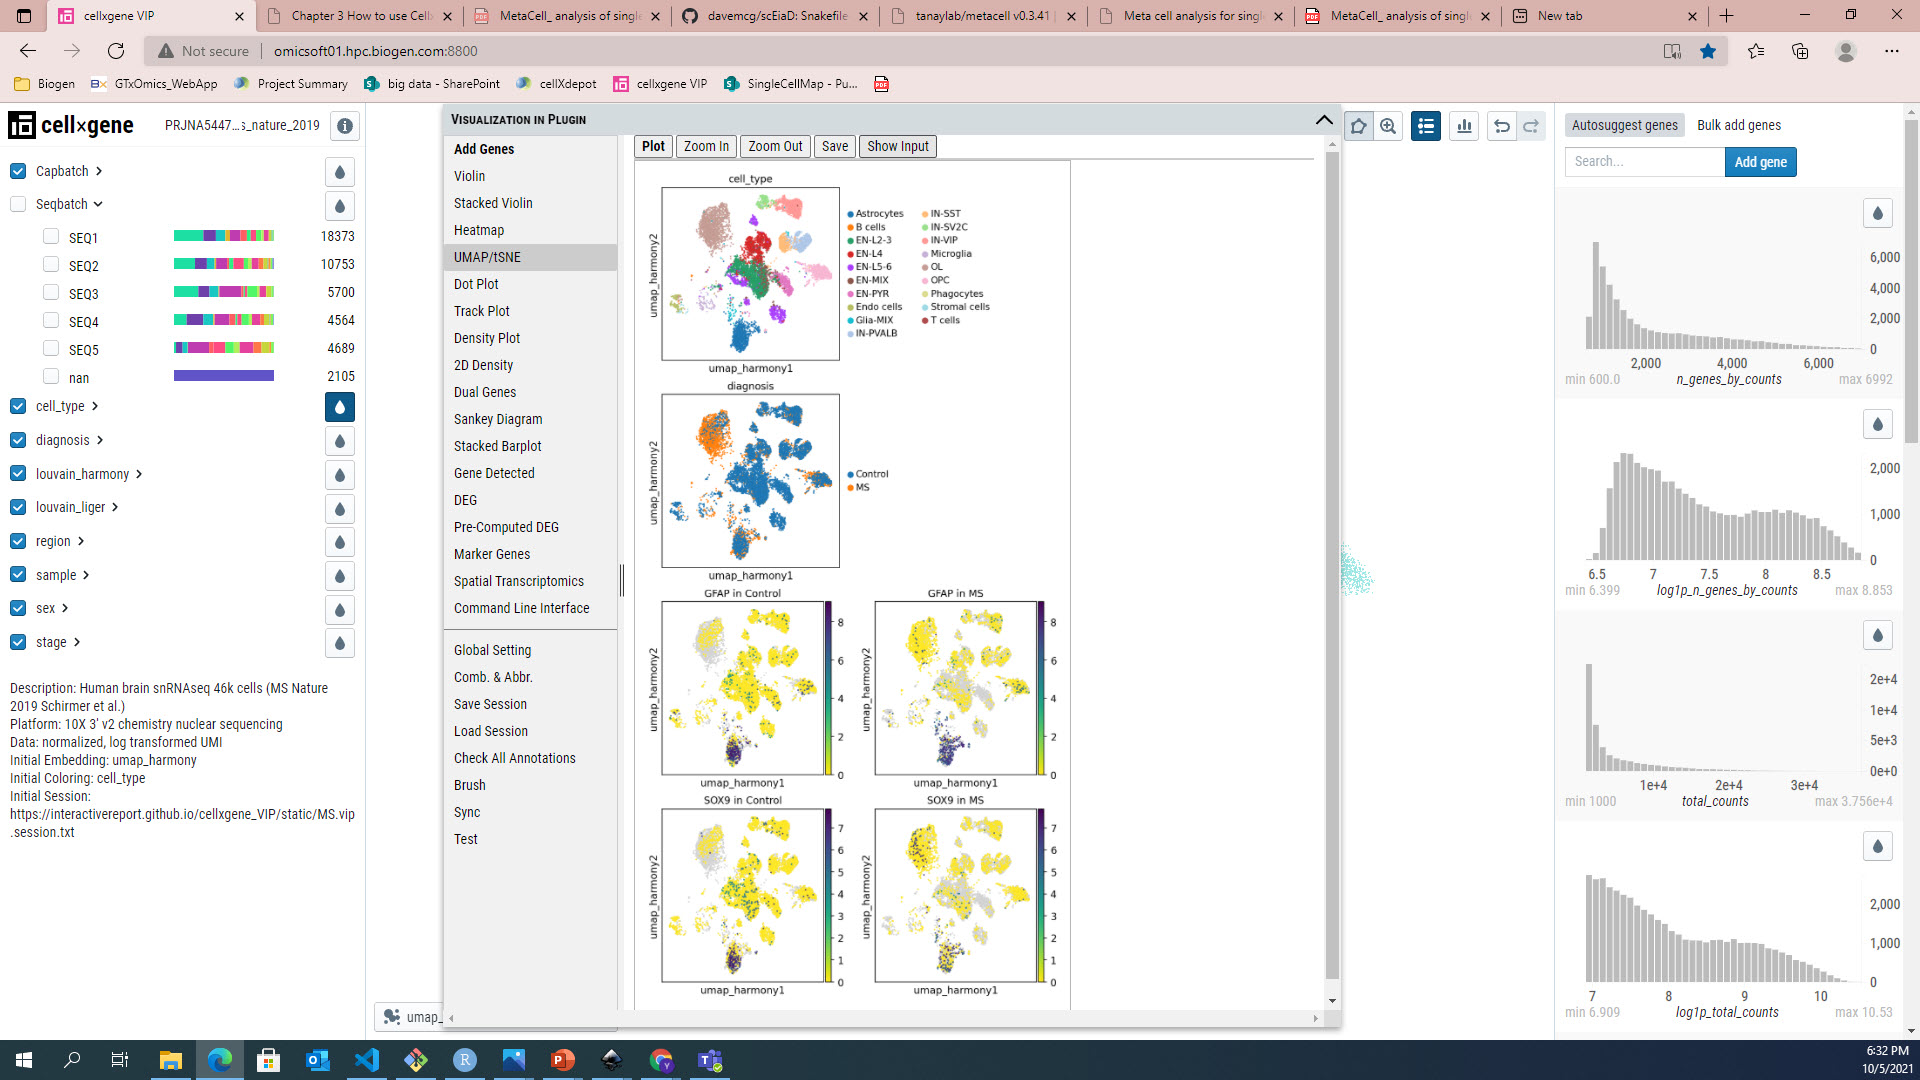 cellxgene VIP
Chapter 3 How to use Cell
MetaCell_ analysis of singl
davemcg/scEiaD: Snakefile
tanaylab/metacell v0.3.41
Meta cell analysis for singl
MetaCell_ analysis of singl
New tab
Not secure
omicsoft01.hpc.biogen.com:8800
Biogen
GTxOmics_WebApp
Project Summary
big data - SharePoint
cellXdepot
cellxgene VIP
SingleCellMap - Pu...
cell×gene
PRJNA5447...s_nature_2019
Capbatch
Seqbatch
SEQ1 18373
SEQ2 10753
SEQ3 5700
SEQ4 4564
SEQ5 4689
nan 2105
cell_type
diagnosis
louvain_harmony
louvain_liger
region
sample
sex
stage
Description: Human brain snRNAseq 46k cells (MS Nature
2019 Schirmer et al.)
Platform: 10X 3' v2 chemistry nuclear sequencing
Data: normalized, log transformed UMI
Initial Embedding: umap_harmony
Initial Coloring: cell_type
Initial Session:
https://interactivereport.github.io/cellxgene_VIP/static/MS.vip
.session.txt
umap_
Visualization in Plugin
Add Genes
Violin
Stacked Violin
Heatmap
UMAP/tSNE
Dot Plot
Track Plot
Density Plot
2D Density
Dual Genes
Sankey Diagram
Stacked Barplot
Gene Detected
DEG
Pre-Computed DEG
Marker Genes
Spatial Transcriptomics
Command Line Interface
Global Setting
Comb. & Abbr.
Save Session
Load Session
Check All Annotations
Brush
Sync
Test
Plot
Zoom In
Zoom Out
Save
Show Input
cell_type
umap_harmony2
umap_harmony1
Astrocytes
B cells
EN-L2-3
EN-L4
EN-L5-6
EN-MIX
EN-PYR
Endo cells
Glia-MIX
IN-PVALB
IN-SST
IN-SV2C
IN-VIP
Microglia
OL
OPC
Phagocytes
Stromal cells
T cells
diagnosis
umap_harmony2
umap_harmony1
Control
MS
GFAP in Control
umap_harmony2
umap_harmony1
8
6
4
2
0
GFAP in MS
umap_harmony2
umap_harmony1
8
6
4
2
0
SOX9 in Control
umap_harmony2
umap_harmony1
7
6
5
4
3
2
1
0
SOX9 in MS
umap_harmony2
umap_harmony1
7
6
5
4
3
2
1
0
Autosuggest genes
Bulk add genes
Search...
Add gene
6,000
4,000
2,000
0
2,000 4,000 6,000
min 600.0 n_genes_by_counts max 6992
2,000
1,000
0
6.5 7 7.5 8 8.5
min 6.399 log1p_n_genes_by_counts max 8.853
2e+4
1e+4
5e+3
0e+0
1e+4 2e+4 3e+4
min 1000 total_counts max 3.756e+4
2,000
1,000
0
7 8 9 10
min 6.909 log1p_total_counts max 10.53
6:32 PM
10/5/2021